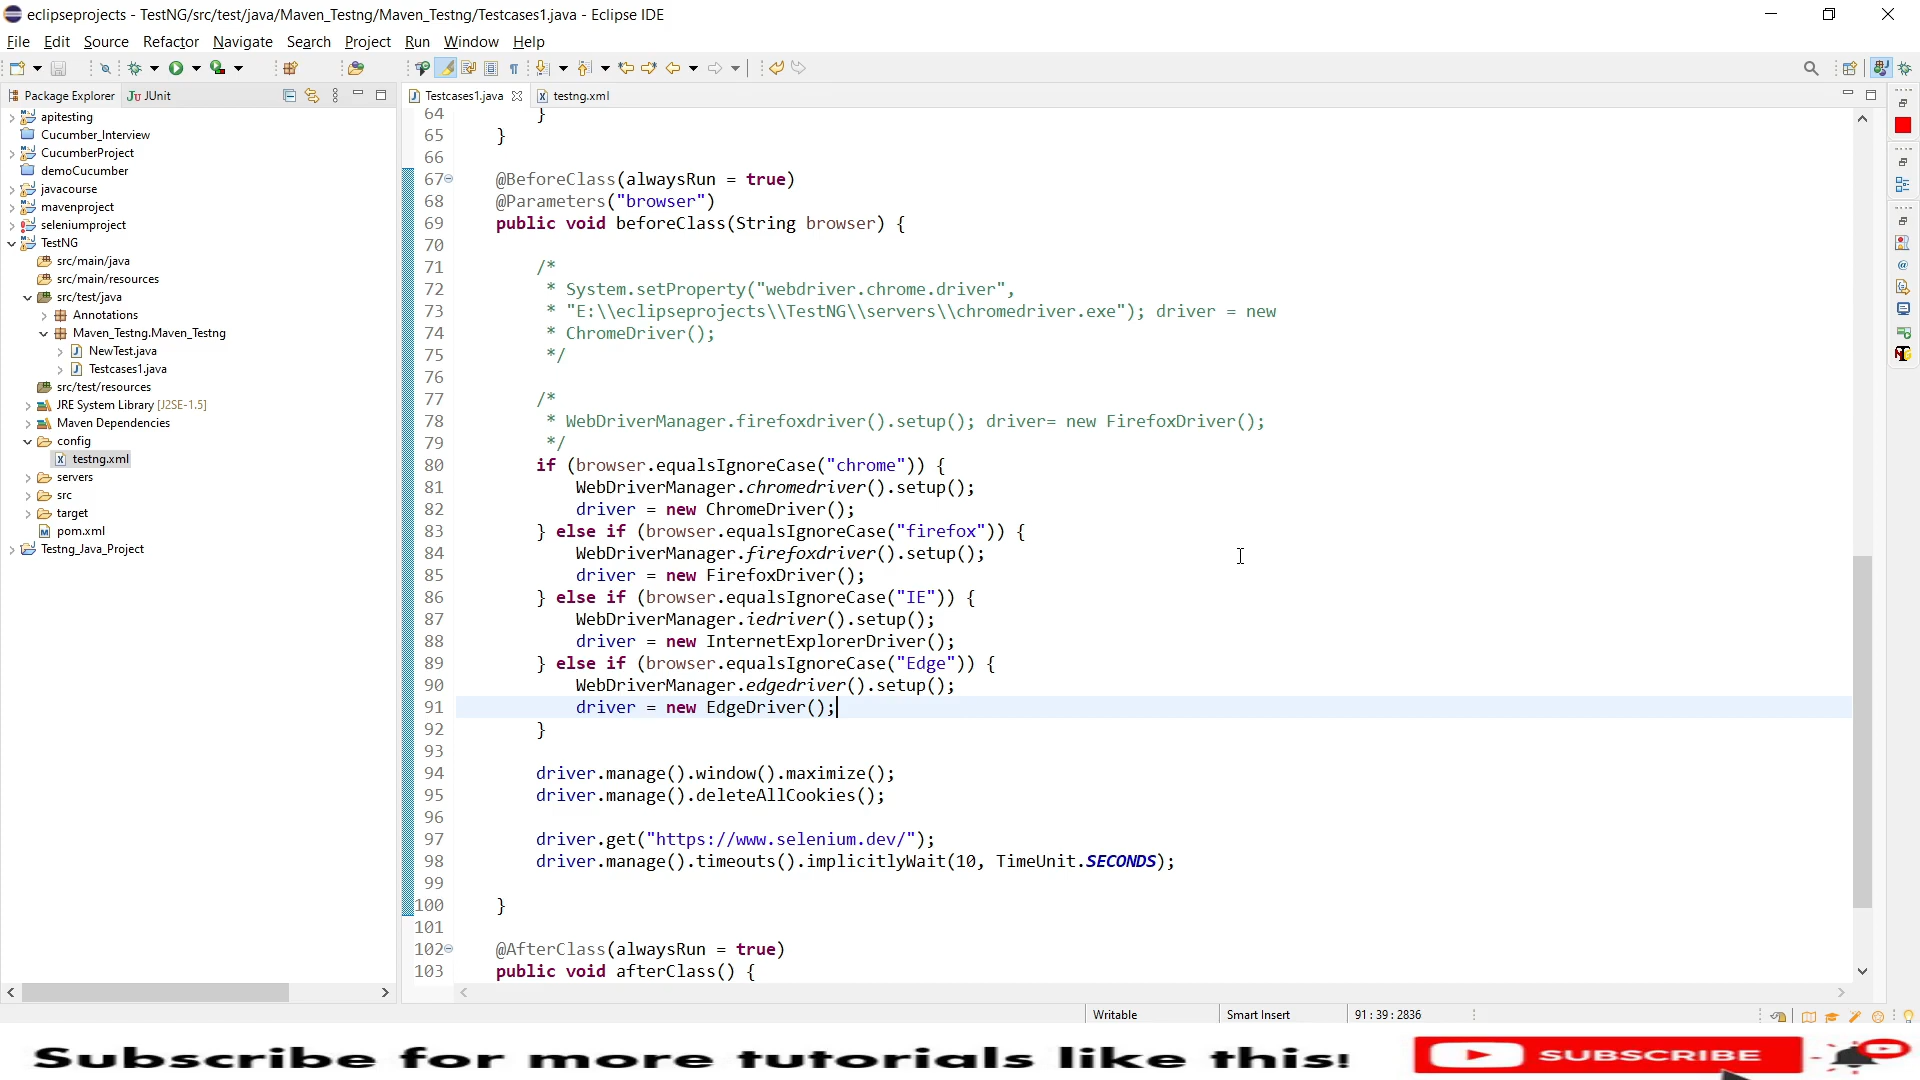 eclipseprojects - TestNG/src/test/java/Maven_Testng/Maven_Testng/Testcases1.java - Eclipse IDE
File Edit Source Refactor Navigate Search Project Run Window Help
Package Explorer JUnit
Testcases1.java testng.xml
apitesting
Cucumber_Interview
CucumberProject
demoCucumber
javacourse
mavenproject
seleniumproject
TestNG
src/main/java
src/main/resources
src/test/java
Annotations
Maven_Testng.Maven_Testng
NewTest.java
Testcases1.java
src/test/resources
JRE System Library [J2SE-1.5]
Maven Dependencies
config
testng.xml
servers
src
target
pom.xml
Testng_Java_Project
64 }
65 }
66
67 @BeforeClass(alwaysRun = true)
68 @Parameters("browser")
69 public void beforeClass(String browser) {
70
71 /*
72 * System.setProperty("webdriver.chrome.driver",
73 * "E:\\eclipseprojects\\TestNG\\servers\\chromedriver.exe"); driver = new
74 * ChromeDriver();
75 */
76
77 /*
78 * WebDriverManager.firefoxdriver().setup(); driver= new FirefoxDriver();
79 */
80 if (browser.equalsIgnoreCase("chrome")) {
81 WebDriverManager.chromedriver().setup();
82 driver = new ChromeDriver();
83 } else if (browser.equalsIgnoreCase("firefox")) {
84 WebDriverManager.firefoxdriver().setup();
85 driver = new FirefoxDriver();
86 } else if (browser.equalsIgnoreCase("IE")) {
87 WebDriverManager.iedriver().setup();
88 driver = new InternetExplorerDriver();
89 } else if (browser.equalsIgnoreCase("Edge")) {
90 WebDriverManager.edgedriver().setup();
91 driver = new EdgeDriver();
92 }
93
94 driver.manage().window().maximize();
95 driver.manage().deleteAllCookies();
96
97 driver.get("https://www.selenium.dev/");
98 driver.manage().timeouts().implicitlyWait(10, TimeUnit.SECONDS);
99
100 }
101
102 @AfterClass(alwaysRun = true)
103 public void afterClass() {
Writable Smart Insert 91 : 39 : 2836
Subscribe for more tutorials like this! SUBSCRIBE